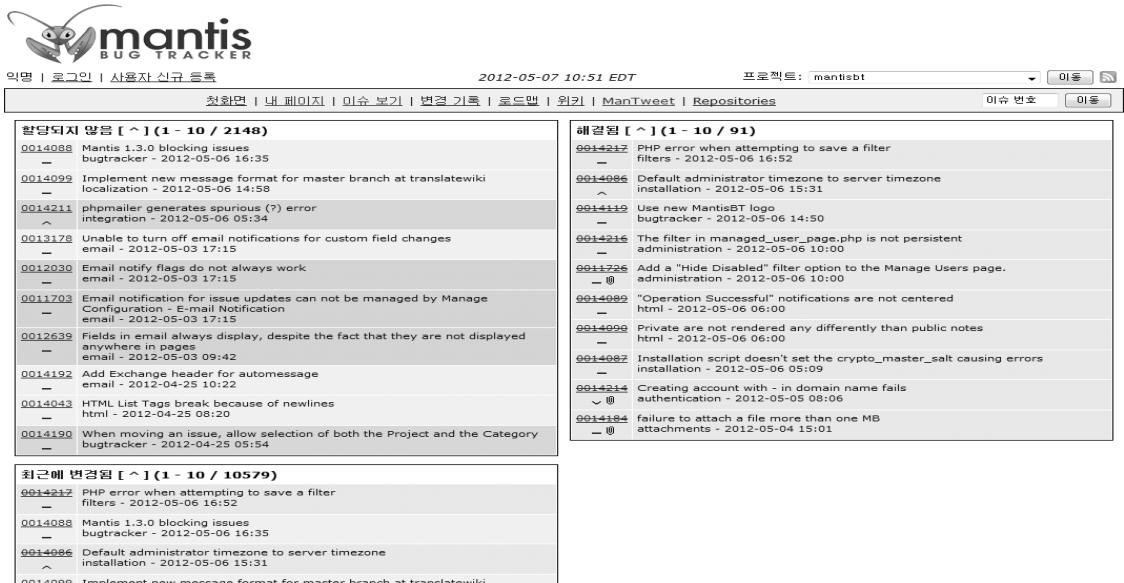 mantis
BUG TRACKER
익명 | 로그인 | 사용자 신규 등록
2012-05-07 10:51 EDT
프로젝트: mantisbt 이동
첫화면 | 내 페이지 | 이슈 보기 | 변경 기록 | 로드맵 | 위키 | ManTweet | Repositories
이슈 번호 이동
할당되지 않음 [ ^ ] (1 - 10 / 2148)
0014088 Mantis 1.3.0 blocking issues
bugtracker - 2012-05-06 16:35
0014099 Implement new message format for master branch at translatewiki
localization - 2012-05-06 14:58
0014211 phpmailer generates spurious (?) error
integration - 2012-05-06 05:34
0013178 Unable to turn off email notifications for custom field changes
email - 2012-05-03 17:15
0012030 Email notify flags do not always work
email - 2012-05-03 17:15
0011703 Email notification for issue updates can not be managed by Manage
Configuration - E-mail Notification
email - 2012-05-03 17:15
0012639 Fields in email always display, despite the fact that they are not displayed
anywhere in pages
email - 2012-05-03 09:42
0014192 Add Exchange header for automessage
email - 2012-04-25 10:22
0014043 HTML List Tags break because of newlines
html - 2012-04-25 08:20
0014190 When moving an issue, allow selection of both the Project and the Category
bugtracker - 2012-04-25 05:54
해결됨 [ ^ ] (1 - 10 / 91)
0014217 PHP error when attempting to save a filter
filters - 2012-05-06 16:52
0014086 Default administrator timezone to server timezone
installation - 2012-05-06 15:31
0014119 Use new MantisBT logo
bugtracker - 2012-05-06 14:50
0014216 The filter in managed_user_page.php is not persistent
administration - 2012-05-06 10:00
0011726 Add a "Hide Disabled" filter option to the Manage Users page.
administration - 2012-05-06 10:00
0014089 "Operation Successful" notifications are not centered
html - 2012-05-06 06:00
0014090 Private are not rendered any differently than public notes
html - 2012-05-06 06:00
0014087 Installation script doesn't set the crypto_master_salt causing errors
installation - 2012-05-06 05:09
0014214 Creating account with - in domain name fails
authentication - 2012-05-05 08:06
0014184 failure to attach a file more than one MB
attachments - 2012-05-04 15:01
최근에 변경됨 [ ^ ] (1 - 10 / 10579)
0014217 PHP error when attempting to save a filter
filters - 2012-05-06 16:52
0014088 Mantis 1.3.0 blocking issues
bugtracker - 2012-05-06 16:35
0014086 Default administrator timezone to server timezone
installation - 2012-05-06 15:31
0014099 Implement new message format for master branch at translatewiki